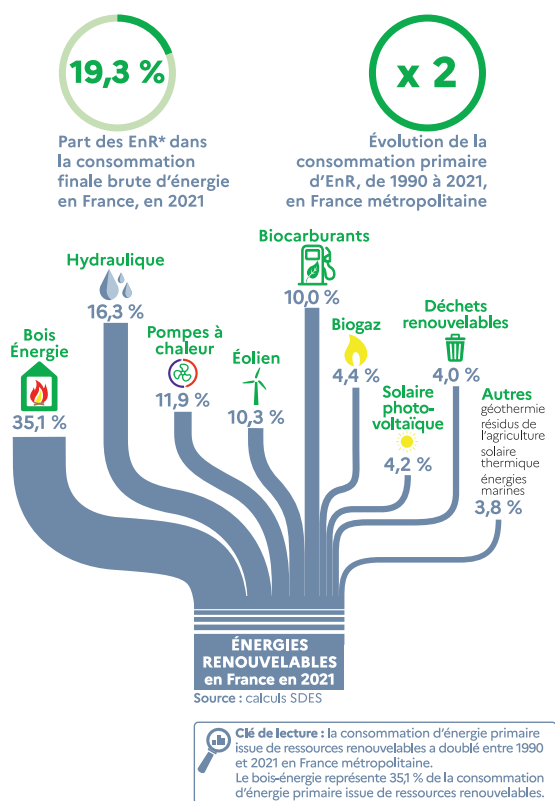 19,3 %
Part des EnR* dans
la consommation
finale brute d'énergie
en France, en 2021
x 2
Évolution de la
consommation primaire
d'EnR, de 1990 à 2021,
en France métropolitaine
Bois
Énergie
35,1 %
Hydraulique
16,3 %
Pompes à
chaleur
11,9 %
Éolien
10,3 %
Biocarburants
10,0 %
Biogaz
4,4 %
Solaire
photo-
voltaïque
4,2 %
Déchets
renouvelables
4,0 %
Autres
géothermie
résidus de
l'agriculture
solaire
thermique
énergies
marines
3,8 %
ÉNERGIES
RENOUVELABLES
en France en 2021
Source : calculs SDES
Clé de lecture : la consommation d'énergie primaire
issue de ressources renouvelables a doublé entre 1990
et 2021 en France métropolitaine.
Le bois-énergie représente 35,1 % de la consommation
d'énergie primaire issue de ressources renouvelables.